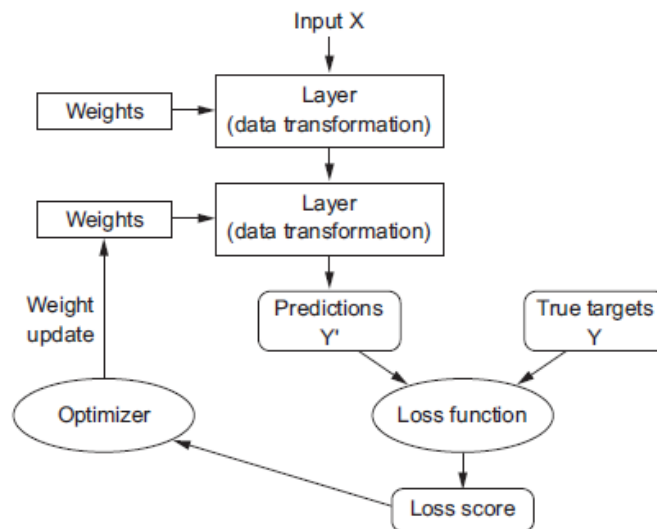 Input X
Weights
Layer
(data transformation)
Weights
Layer
(data transformation)
Weight
update
Predictions
Y'
True targets
Y
Optimizer
Loss function
Loss score